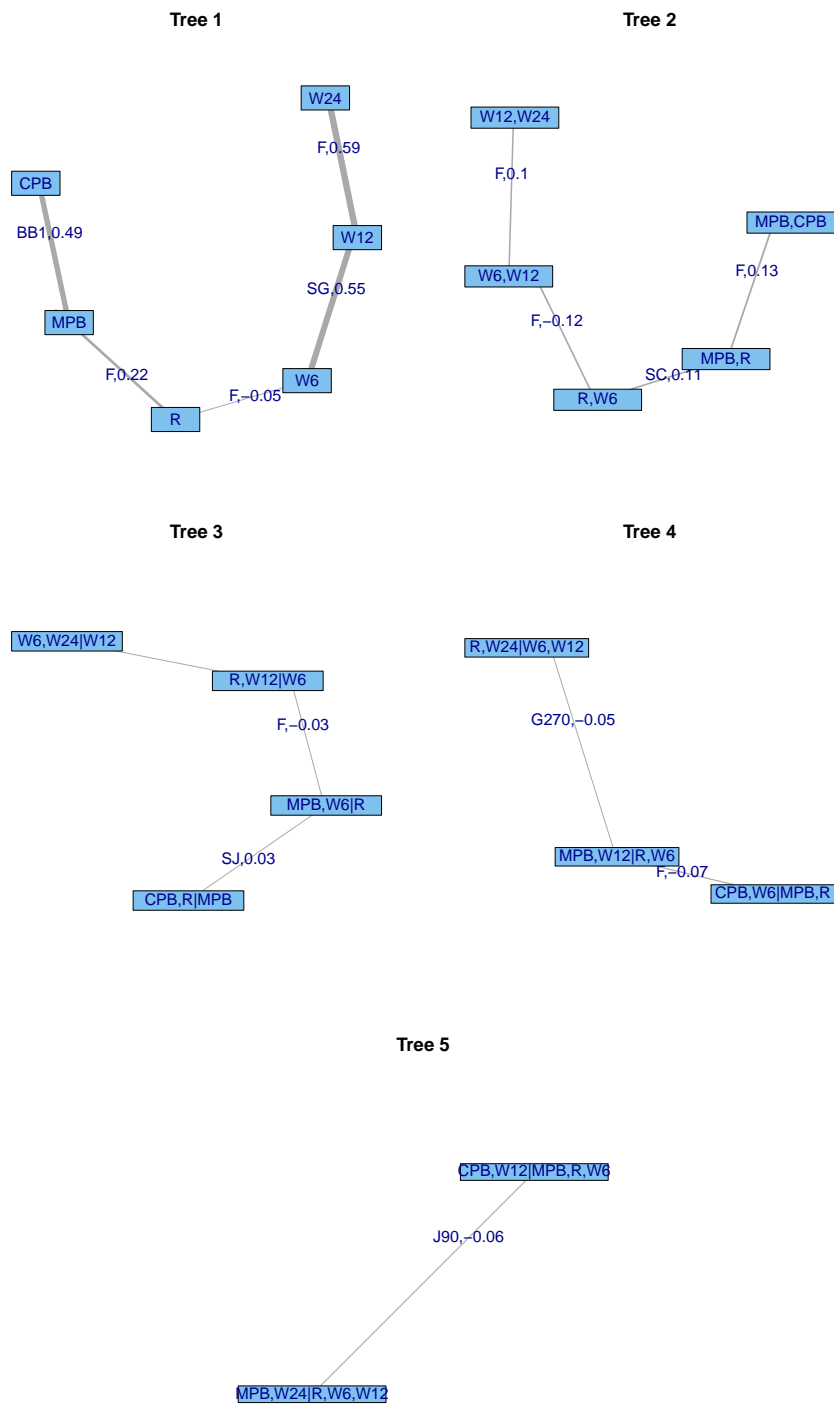 Tree 1
W24
F,0.59
CPB
BB1,0.49
W12
SG,0.55
MPB
F,0.22
W6
F,−0.05
R
Tree 2
W12,W24
F,0.1
MPB,CPB
W6,W12
F,0.13
F,−0.12
MPB,R
SC,0.11
R,W6
Tree 3
W6,W24|W12
R,W12|W6
F,−0.03
MPB,W6|R
SJ,0.03
CPB,R|MPB
Tree 4
R,W24|W6,W12
G270,−0.05
MPB,W12|R,W6
F,−0.07
CPB,W6|MPB,R
Tree 5
CPB,W12|MPB,R,W6
J90,−0.06
MPB,W24|R,W6,W12